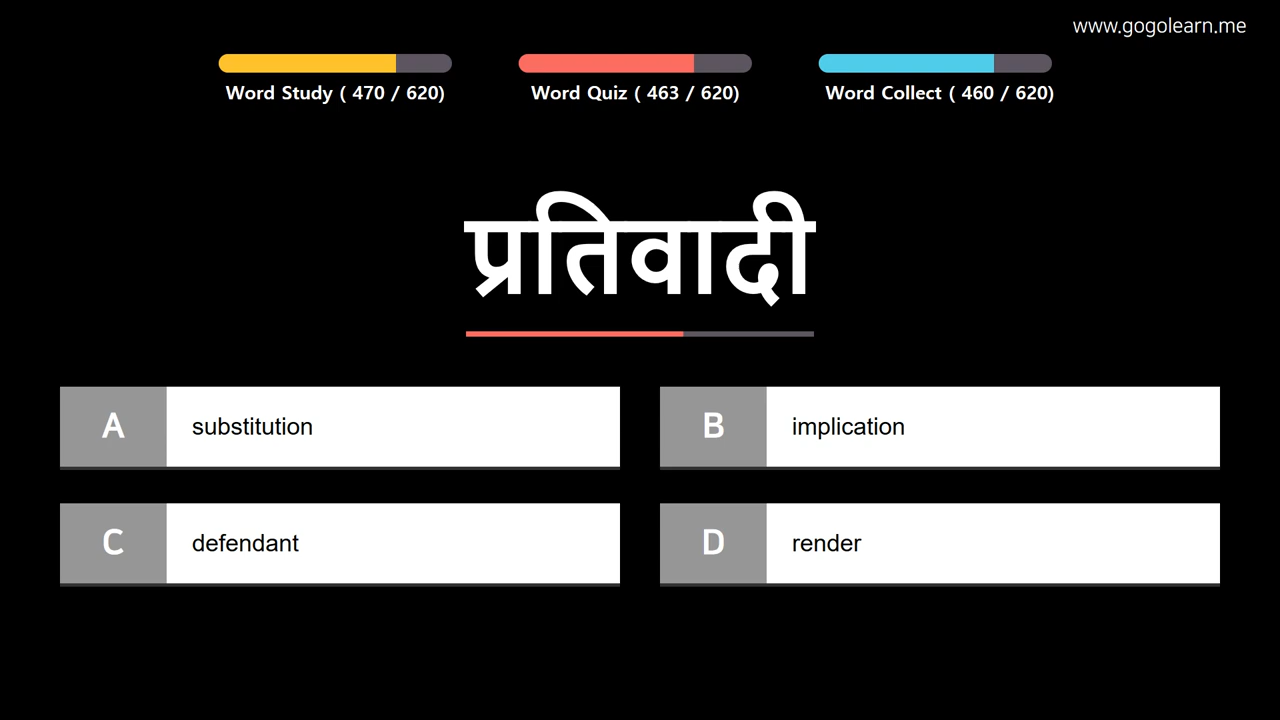 www.gogolearn.me
Word Study ( 470 / 620)
Word Quiz ( 463 / 620)
Word Collect ( 460 / 620)
प्रतिवादी
A substitution
B implication
C defendant
D render